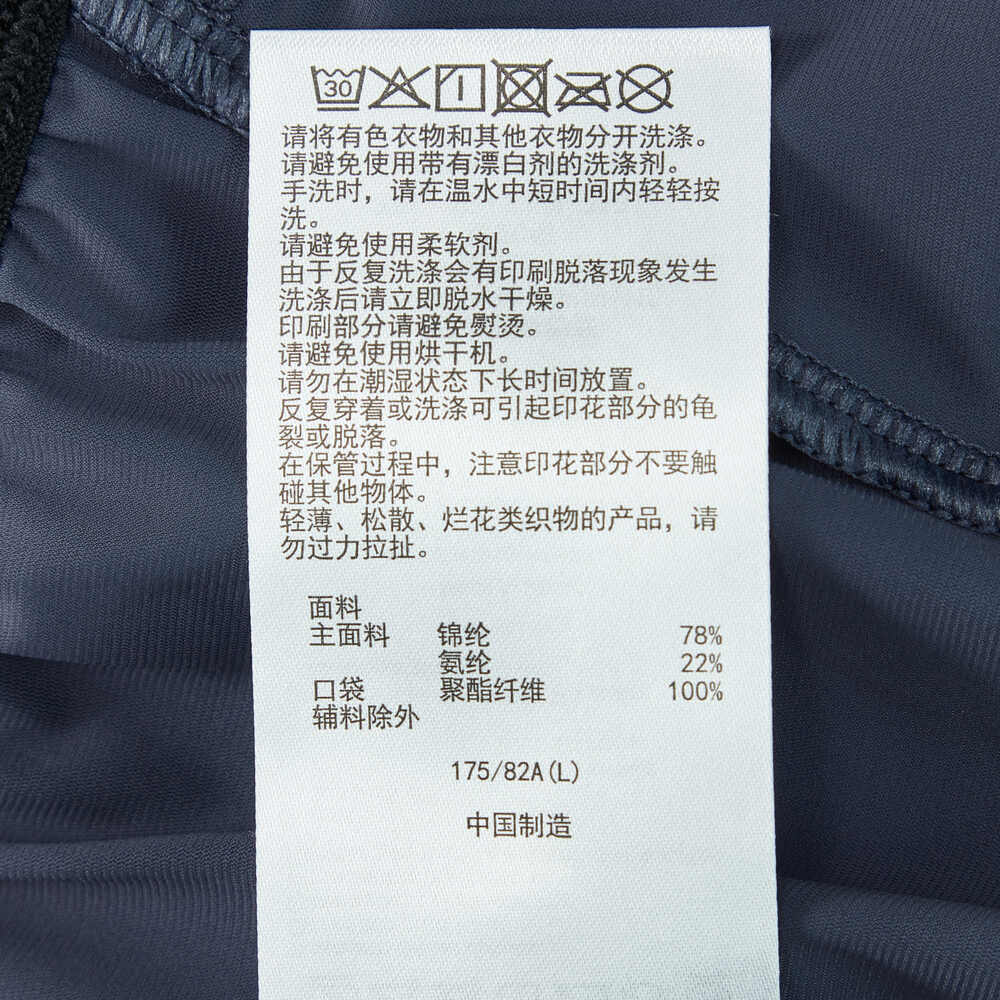 30
请将有色衣物和其他衣物分开洗涤。
请避免使用带有漂白剂的洗涤剂。
手洗时，请在温水中短时间内轻轻按
洗。
请避免使用柔软剂。
由于反复洗涤会有印刷脱落现象发生
洗涤后请立即脱水干燥。
印刷部分请避免熨烫。
请避免使用烘干机。
请勿在潮湿状态下长时间放置。
反复穿着或洗涤可引起印花部分的龟
裂或脱落。
在保管过程中，注意印花部分不要触
碰其他物体。
轻薄、松散、烂花类织物的产品，请
勿过力拉扯。
面料
主面料 锦纶 78%
氨纶 22%
口袋 聚酯纤维 100%
辅料除外
175/82A(L)
中国制造